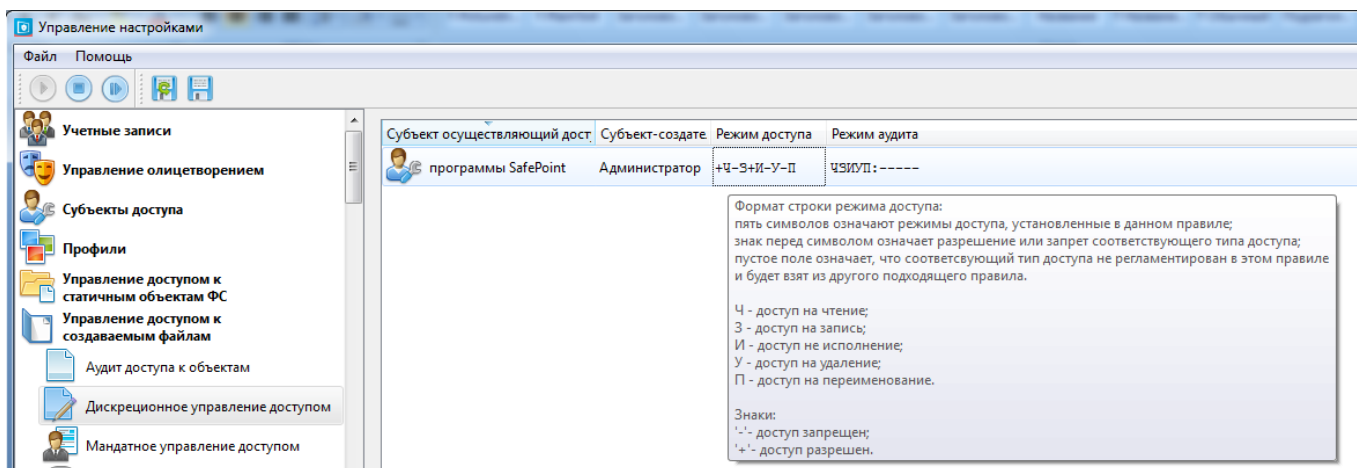 Управление настройками
Файл Помощь
Учетные записи
Управление олицетворением
Субъекты доступа
Профили
Управление доступом к
статичным объектам ФС
Управление доступом к
создаваемым файлам
Аудит доступа к объектам
Дискреционное управление доступом
Мандатное управление доступом
Субъект осуществляющий дост Субъект-создате Режим доступа Режим аудита
программы SafePoint Администратор +Ч-З+И-У-П ЧЗИУП:-----
Формат строки режима доступа:
пять символов означают режимы доступа, установленные в данном правиле;
знак перед символом означает разрешение или запрет соответствующего типа доступа;
пустое поле означает, что соответсвующий тип доступа не регламентирован в этом правиле
и будет взят из другого подходящего правила.
Ч - доступ на чтение;
З - доступ на запись;
И - доступ не исполнение;
У - доступ на удаление;
П - доступ на переименование.
Знаки:
'-'- доступ запрещен;
'+'- доступ разрешен.